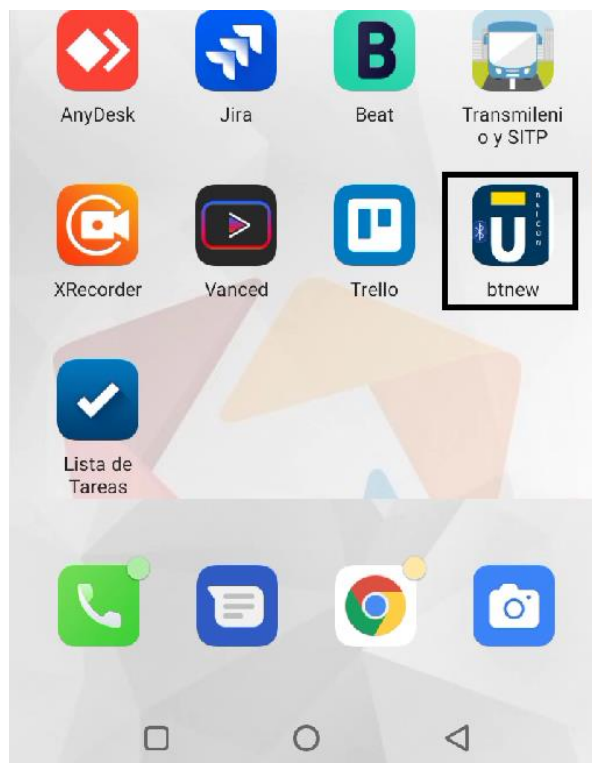 AnyDesk
Jira
Beat
Transmileni
o y SITP
XRecorder
Vanced
Trello
btnew
Lista de
Tareas